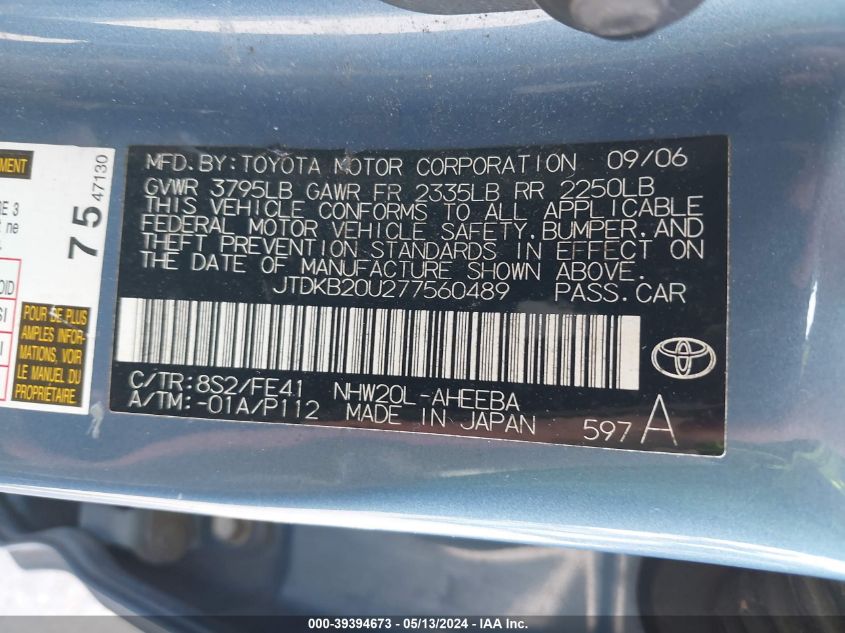 MFD.BY:TOYOTA MOTOR CORPORATION 09/06
GVWR 3795LB GAWR FR 2335LB RR 2250LB
THIS VEHICLE CONFORMS TO ALL APPLICABLE
FEDERAL MOTOR VEHICLE SAFETY,BUMPER,AND
THEFT PREVENTION STANDARDS IN EFFECT ON
THE DATE OF MANUFACTURE SHOWN ABOVE.
JTDKB20U277560489 PASS.CAR
C/TR:8S2/FE41 NHW20L-AHEEBA
A/TM:-01A/P112 MADE IN JAPAN 597 A
75 47130
POUR DE PLUS
AMPLES INFOR-
MATIONS, VOIR
LE MANUEL DU
PROPRIÉTAIRE
000-39394673 - 05/13/2024 - © IAA, Inc.